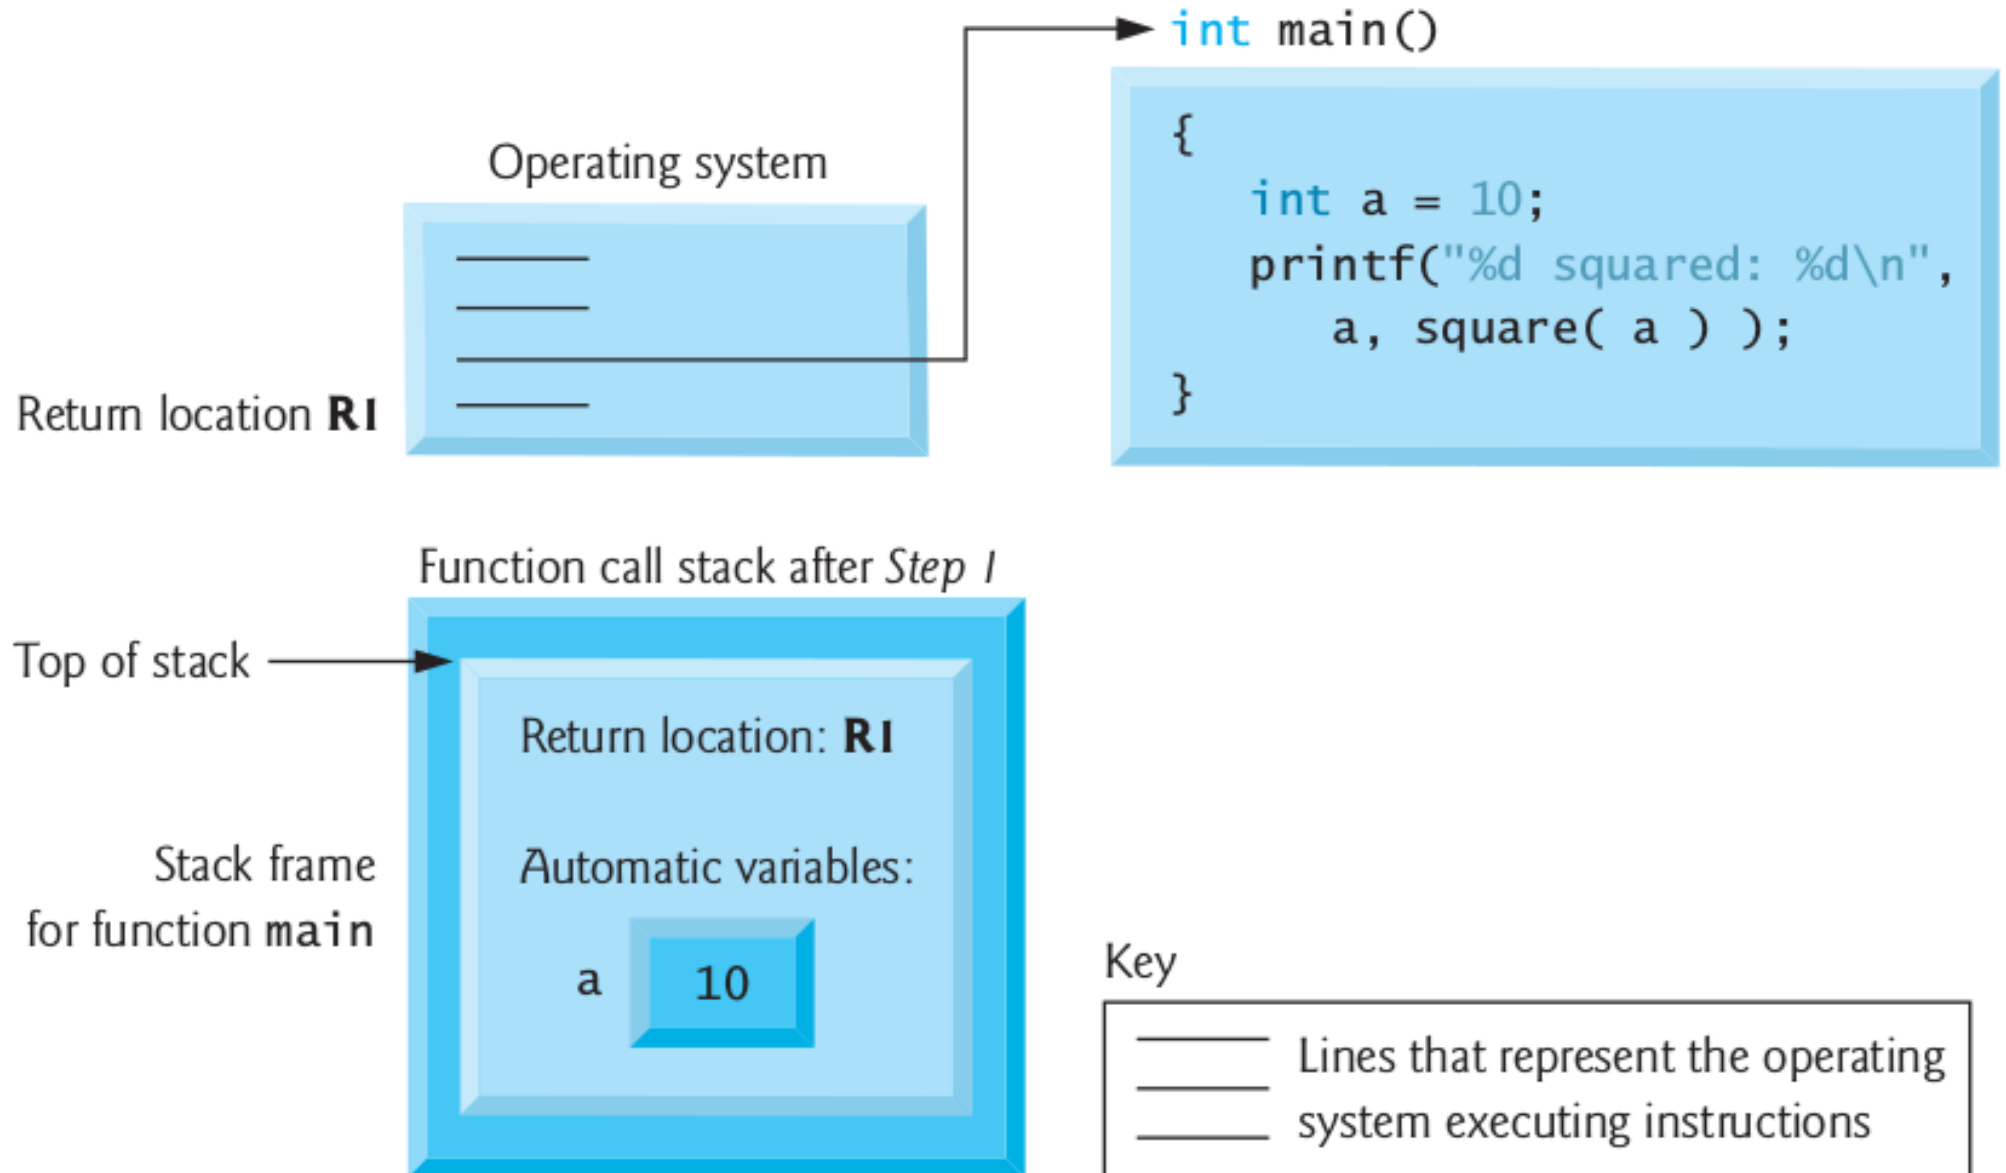 int main()
{
int a = 10;
printf("%d squared: %d\n",
a, square( a ) );
}
Operating system
Return location R1
Function call stack after Step 1
Top of stack
Return location: R1
Automatic variables:
a 10
Stack frame
for function main
Key
Lines that represent the operating
system executing instructions